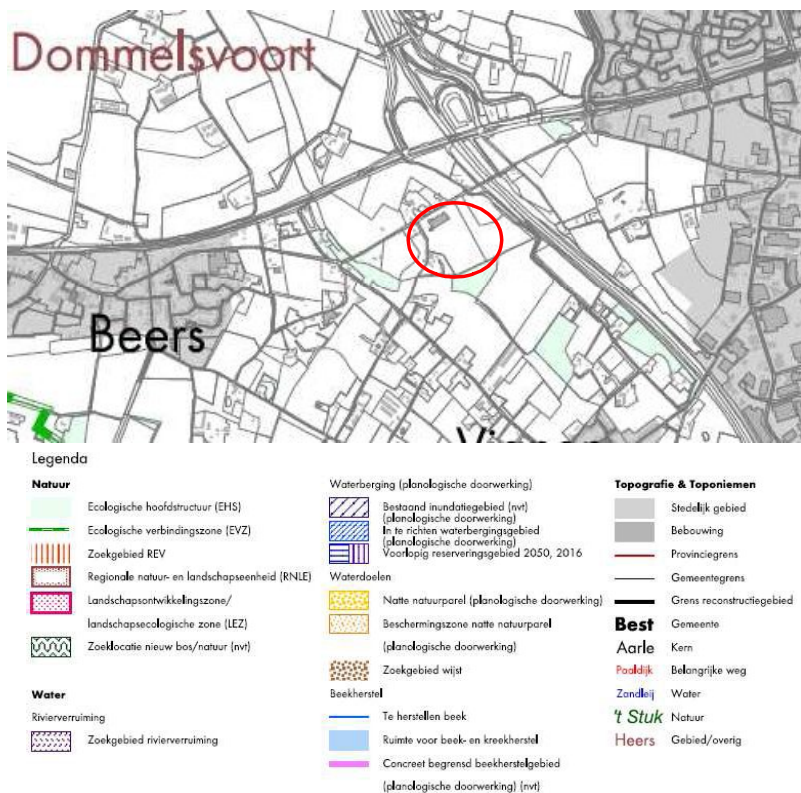 Dommelsvoort
Beers
Legenda
Natuur
Ecologische hoofdstructuur (EHS)
Ecologische verbindingszone (EVZ)
Zoekgebied REV
Regionale natuur- en landschapseenheid (RNLE)
Landschapsontwikkelingszone/
landschapsecologische zone (LEZ)
Zoeklocatie nieuw bos/natuur (nvt)
Water
Rivierverruiming
Zoekgebied rivierverruiming
Waterberging (planologische doorwerking)
Bestaand inundatiegebied (nvt)
(planologische doorwerking)
In te richten waterbergingsgebied
(planologische doorwerking)
Voorlopig reserveringsgebied 2050, 2016
Waterdoelen
Natte natuurparel (planologische doorwerking)
Beschermingszone natte natuurparel
(planologische doorwerking)
Zoekgebied wijst
Beekherstel
Te herstellen beek
Ruimte voor beek- en kreekherstel
Concreet begrensd beekherstelgebied
(planologische doorwerking) (nvt)
Topografie & Toponiemen
Stedelijk gebied
Bebouwing
Provinciegrens
Gemeentegrens
Grens reconstructiegebied
Best Gemeente
Aarle Kern
Paaldijk Belangrijke weg
Zandleij Water
't Stuk Natuur
Heers Gebied/overig